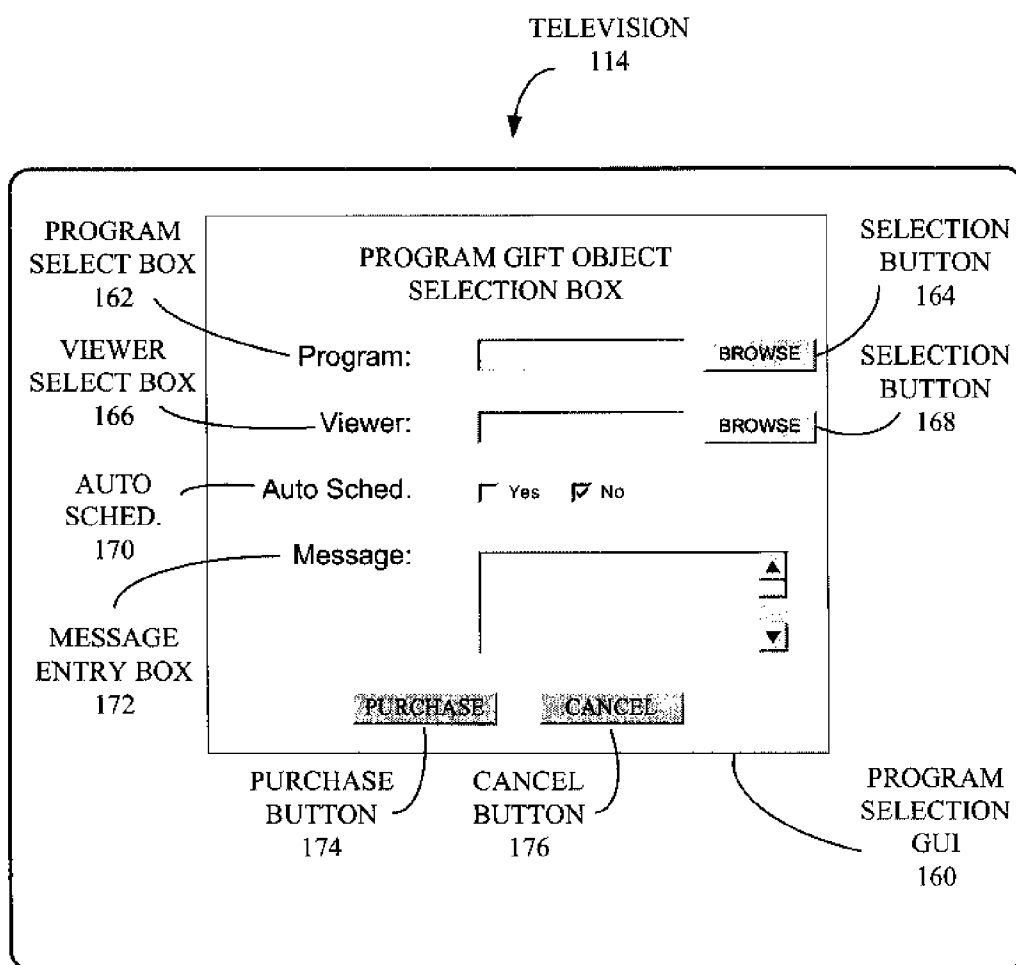 TELEVISION
114
PROGRAM
SELECT BOX
162
PROGRAM GIFT OBJECT
SELECTION BOX
SELECTION
BUTTON
164
Program:
BROWSE
VIEWER
SELECT BOX
166
SELECTION
BUTTON
168
Viewer:
BROWSE
AUTO
SCHED.
170
Auto Sched.
Yes
No
Message:
MESSAGE
ENTRY BOX
172
PURCHASE
CANCEL
PURCHASE
BUTTON
174
CANCEL
BUTTON
176
PROGRAM
SELECTION
GUI
160